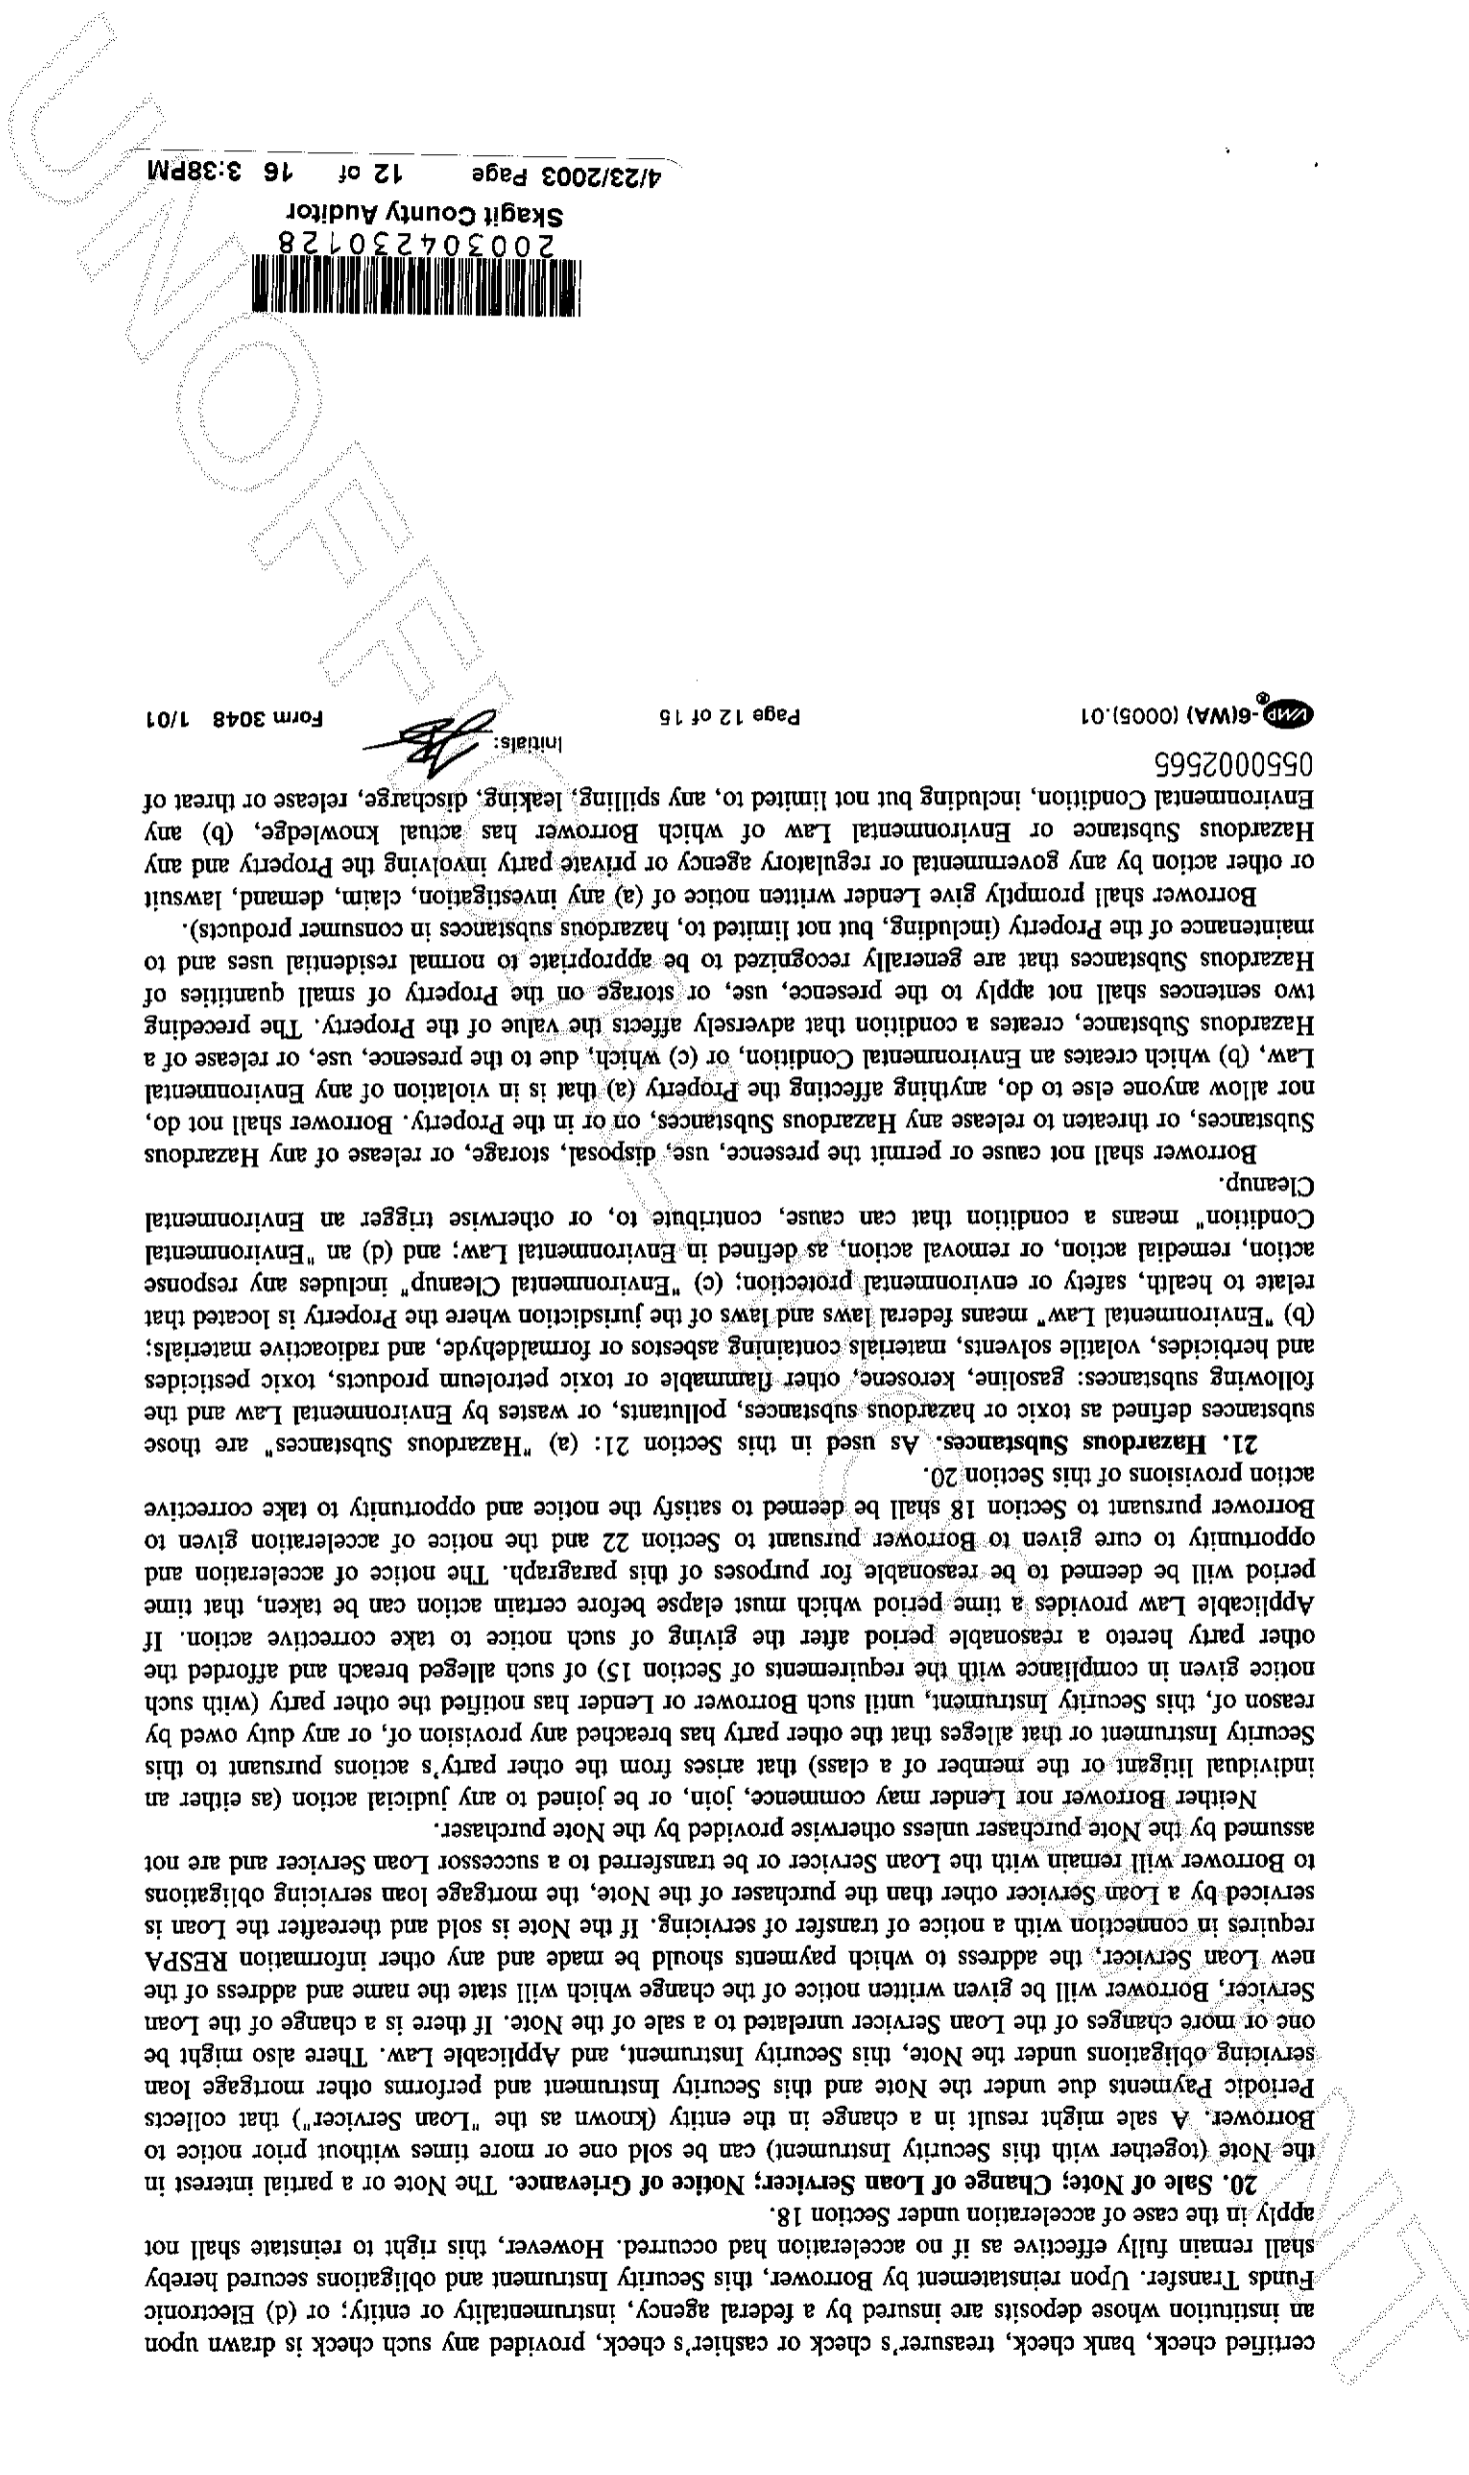 certified check, bank check, treasurer's check or cashier's check, provided any such check is drawn upon
an institution whose deposits are insured by a federal agency, instrumentality or entity; or (d) Electronic
Funds Transfer. Upon reinstatement by Borrower, this Security Instrument and obligations secured hereby
shall remain fully effective as if no acceleration had occurred. However, this right to reinstate shall not
apply in the case of acceleration under Section 18.
20. Sale of Note; Change of Loan Servicer; Notice of Grievance. The Note or a partial interest in
the Note (together with this Security Instrument) can be sold one or more times without prior notice to
Borrower. A sale might result in a change in the entity (known as the "Loan Servicer") that collects
Periodic Payments due under the Note and this Security Instrument and performs other mortgage loan
servicing obligations under the Note, this Security Instrument, and Applicable Law. There also might be
one or more changes of the Loan Servicer unrelated to a sale of the Note. If there is a change of the Loan
Servicer, Borrower will be given written notice of the change which will state the name and address of the
new Loan Servicer, the address to which payments should be made and any other information RESPA
requires in connection with a notice of transfer of servicing. If the Note is sold and thereafter the Loan is
serviced by a Loan Servicer other than the purchaser of the Note, the mortgage loan servicing obligations
to Borrower will remain with the Loan Servicer or be transferred to a successor Loan Servicer and are not
assumed by the Note purchaser unless otherwise provided by the Note purchaser.
Neither Borrower nor Lender may commence, join, or be joined to any judicial action (as either an
individual litigant or the member of a class) that arises from the other party's actions pursuant to this
Security Instrument or that alleges that the other party has breached any provision of, or any duty owed by
reason of, this Security Instrument, until such Borrower or Lender has notified the other party (with such
notice given in compliance with the requirements of Section 15) of such alleged breach and afforded the
other party hereto a reasonable period after the giving of such notice to take corrective action. If
Applicable Law provides a time period which must elapse before certain action can be taken, that time
period will be deemed to be reasonable for purposes of this paragraph. The notice of acceleration and
opportunity to cure given to Borrower pursuant to Section 22 and the notice of acceleration given to
Borrower pursuant to Section 18 shall be deemed to satisfy the notice and opportunity to take corrective
action provisions of this Section 20.
21. Hazardous Substances. As used in this Section 21: (a) "Hazardous Substances" are those
substances defined as toxic or hazardous substances, pollutants, or wastes by Environmental Law and the
following substances: gasoline, kerosene, other flammable or toxic petroleum products, toxic pesticides
and herbicides, volatile solvents, materials containing asbestos or formaldehyde, and radioactive materials;
(b) "Environmental Law" means federal laws and laws of the jurisdiction where the Property is located that
relate to health, safety or environmental protection; (c) "Environmental Cleanup" includes any response
action, remedial action, or removal action, as defined in Environmental Law; and (d) an "Environmental
Condition" means a condition that can cause, contribute to, or otherwise trigger an Environmental
Cleanup.
Borrower shall not cause or permit the presence, use, disposal, storage, or release of any Hazardous
Substances, or threaten to release any Hazardous Substances, on or in the Property. Borrower shall not do,
nor allow anyone else to do, anything affecting the Property (a) that is in violation of any Environmental
Law, (b) which creates an Environmental Condition, or (c) which, due to the presence, use, or release of a
Hazardous Substance, creates a condition that adversely affects the value of the Property. The preceding
two sentences shall not apply to the presence, use, or storage on the Property of small quantities of
Hazardous Substances that are generally recognized to be appropriate to normal residential uses and to
maintenance of the Property (including, but not limited to, hazardous substances in consumer products).
Borrower shall promptly give Lender written notice of (a) any investigation, claim, demand, lawsuit
or other action by any governmental or regulatory agency or private party involving the Property and any
Hazardous Substance or Environmental Law of which Borrower has actual knowledge, (b) any
Environmental Condition, including but not limited to, any spilling, leaking, discharge, release or threat of
0550002565
Initials:
VMP®-6(WA) (0005).01 Page 12 of 15 Form 3048 1/01
200304230128
Skagit County Auditor
4/23/2003 Page 12 of 16 3:38PM
UNOFFICIAL DOCUMENT